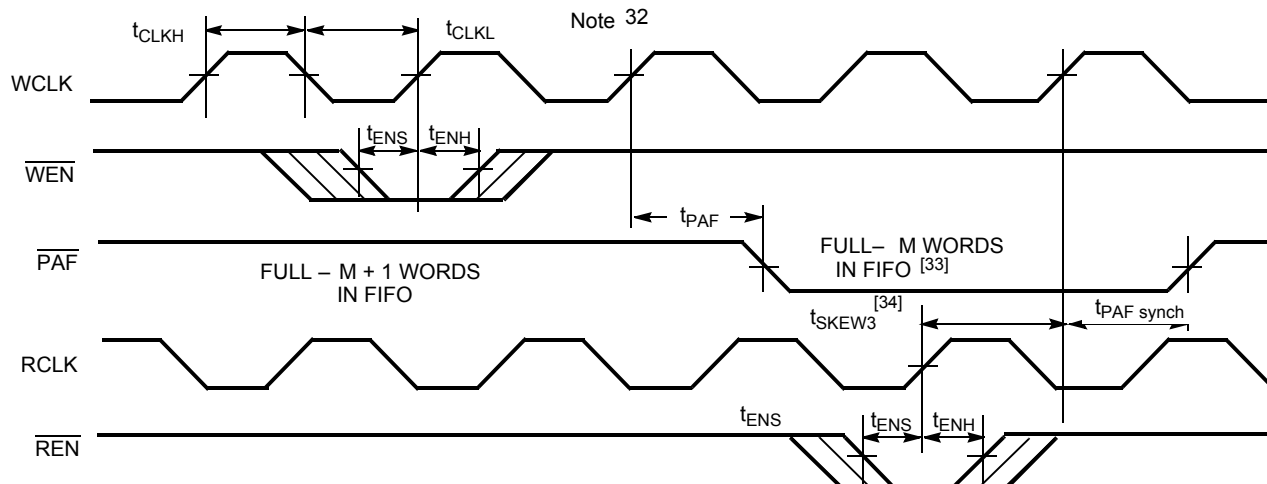 Note 32
tCLKH
tCLKL
WCLK
tENS
tENH
WEN
tPAF
PAF
FULL – M + 1 WORDS
IN FIFO
FULL– M WORDS
IN FIFO [33]
[34]
tSKEW3
tPAF synch
RCLK
tENS
tENS
tENH
REN